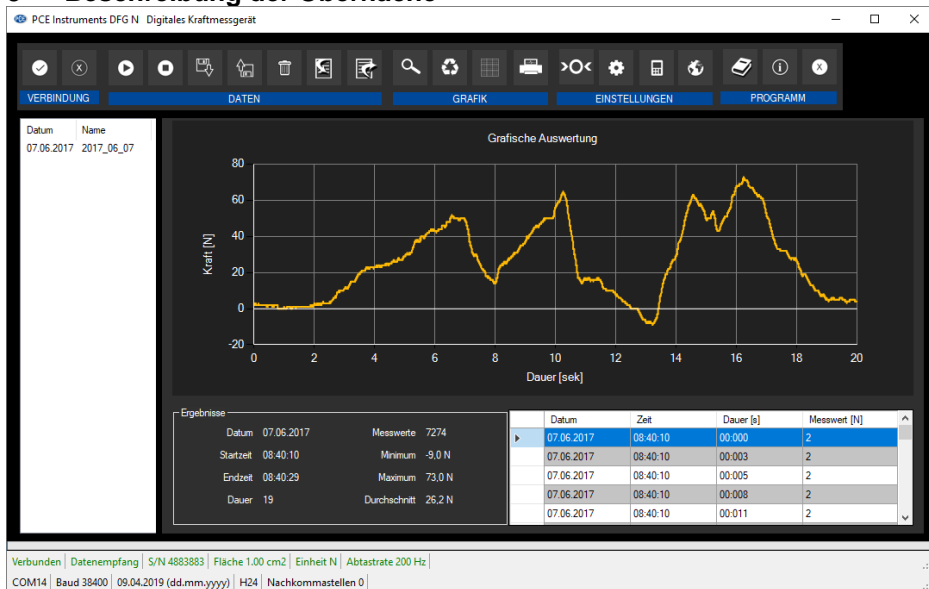 PCE Instruments DFG N Digitales Kraftmessgerät
VERBINDUNG DATEN GRAFIK EINSTELLUNGEN PROGRAMM
Datum Name
07.06.2017 2017_06_07
Grafische Auswertung
80
60
40
20
0
-20
Kraft [N]
0 2 4 6 8 10 12 14 16 18 20
Dauer [sek]
Ergebnisse
Datum 07.06.2017 Messwerte 7274
Startzeit 08:40:10 Minimum -9,0 N
Endzeit 08:40:29 Maximum 73,0 N
Dauer 19 Durchschnitt 26,2 N
Datum Zeit Dauer [s] Messwert [N]
07.06.2017 08:40:10 00:000 2
07.06.2017 08:40:10 00:003 2
07.06.2017 08:40:10 00:005 2
07.06.2017 08:40:10 00:008 2
07.06.2017 08:40:10 00:011 2
Verbunden Datenempfang S/N 4883883 Fläche 1.00 cm2 Einheit N Abtastrate 200 Hz
COM14 Baud 38400 09.04.2019 (dd.mm.yyyy) H24 Nachkommastellen 0